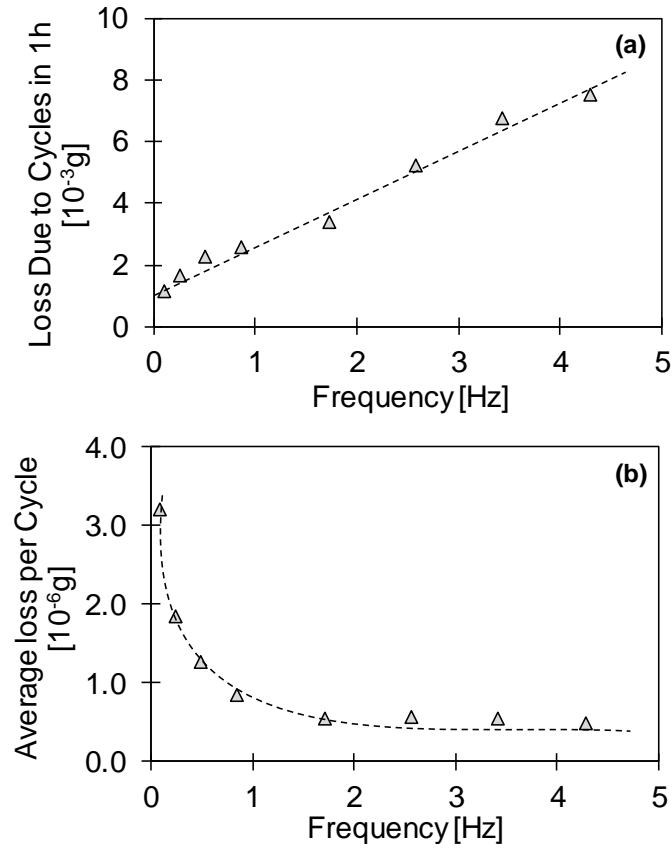 Loss Due to Cycles in 1h
[10-3g]
10
8
6
4
2
0
(a)
0 1 2 3 4 5
Frequency [Hz]
Average loss per Cycle
[10-6g]
4.0
3.0
2.0
1.0
0.0
(b)
0 1 2 3 4 5
Frequency [Hz]